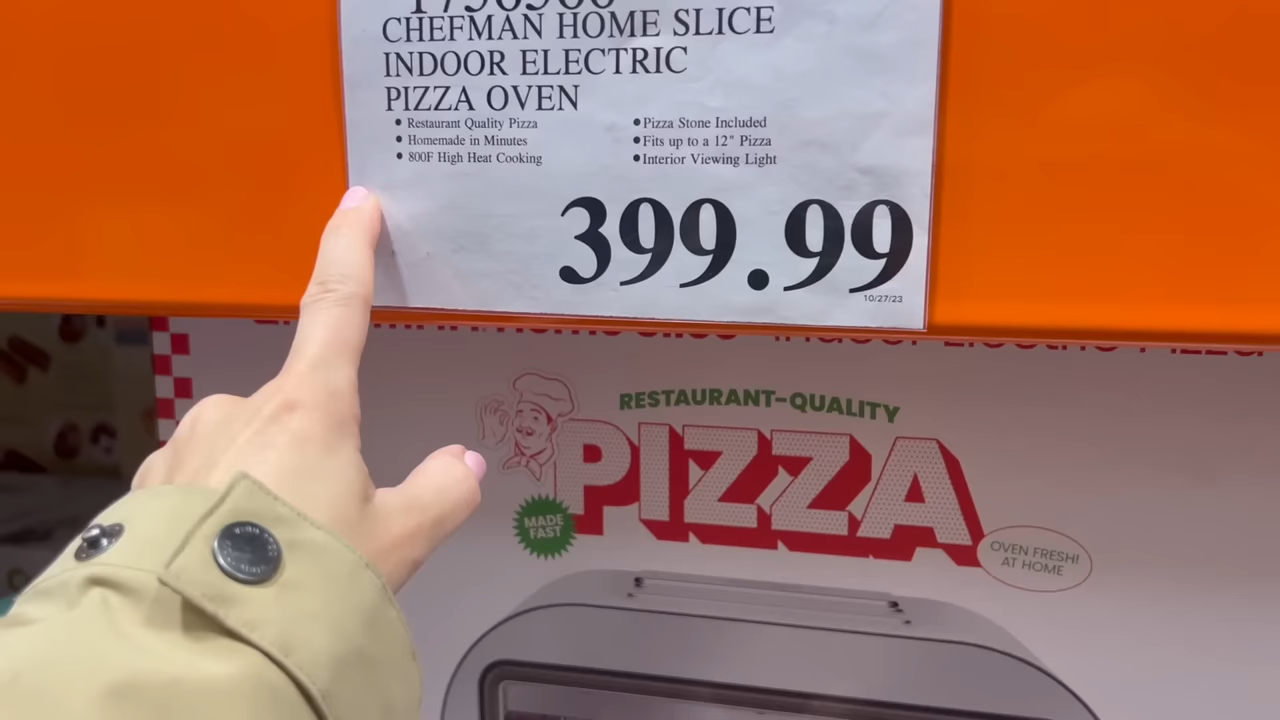 CHEFMAN HOME SLICE
INDOOR ELECTRIC
PIZZA OVEN
• Restaurant Quality Pizza
• Homemade in Minutes
• 800F High Heat Cooking
• Pizza Stone Included
• Fits up to a 12" Pizza
• Interior Viewing Light
399.99
10/27/23
RESTAURANT-QUALITY
PIZZA
MADE
FAST
OVEN FRESH!
AT HOME